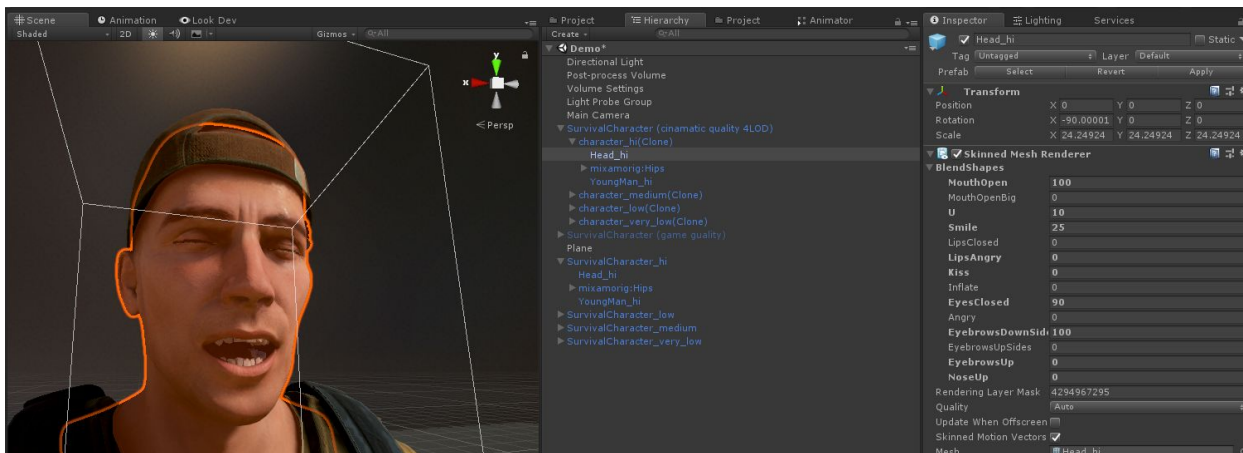 Scene Animation Look Dev
Shaded 2D Gizmos All
Y
X
Persp
Project Hierarchy Project Animator
Create All
Demo*
Directional Light
Post-process Volume
Volume Settings
Light Probe Group
Main Camera
SurvivalCharacter (cinamatic quality 4LOD)
character_hi(Clone)
Head_hi
mixamorig:Hips
YoungMan_hi
character_medium(Clone)
character_low(Clone)
character_very_low(Clone)
SurvivalCharacter (game guality)
Plane
SurvivalCharacter_hi
Head_hi
mixamorig:Hips
YoungMan_hi
SurvivalCharacter_low
SurvivalCharacter_medium
SurvivalCharacter_very_low
Inspector Lighting Services
Head_hi Static
Tag Untagged Layer Default
Prefab Select Revert Apply
Transform
Position X 0 Y 0 Z 0
Rotation X -90.00001 Y 0 Z 0
Scale X 24.24924 Y 24.24924 Z 24.24924
Skinned Mesh Renderer
BlendShapes
MouthOpen 100
MouthOpenBig 0
U 10
Smile 25
LipsClosed 0
LipsAngry 0
Kiss 0
Inflate 0
EyesClosed 90
Angry 0
EyebrowsDownSid 100
EyebrowsUpSides 0
EyebrowsUp 0
NoseUp 0
Rendering Layer Mask 4294967295
Quality Auto
Update When Offscreen
Skinned Motion Vectors
Mesh Head_hi